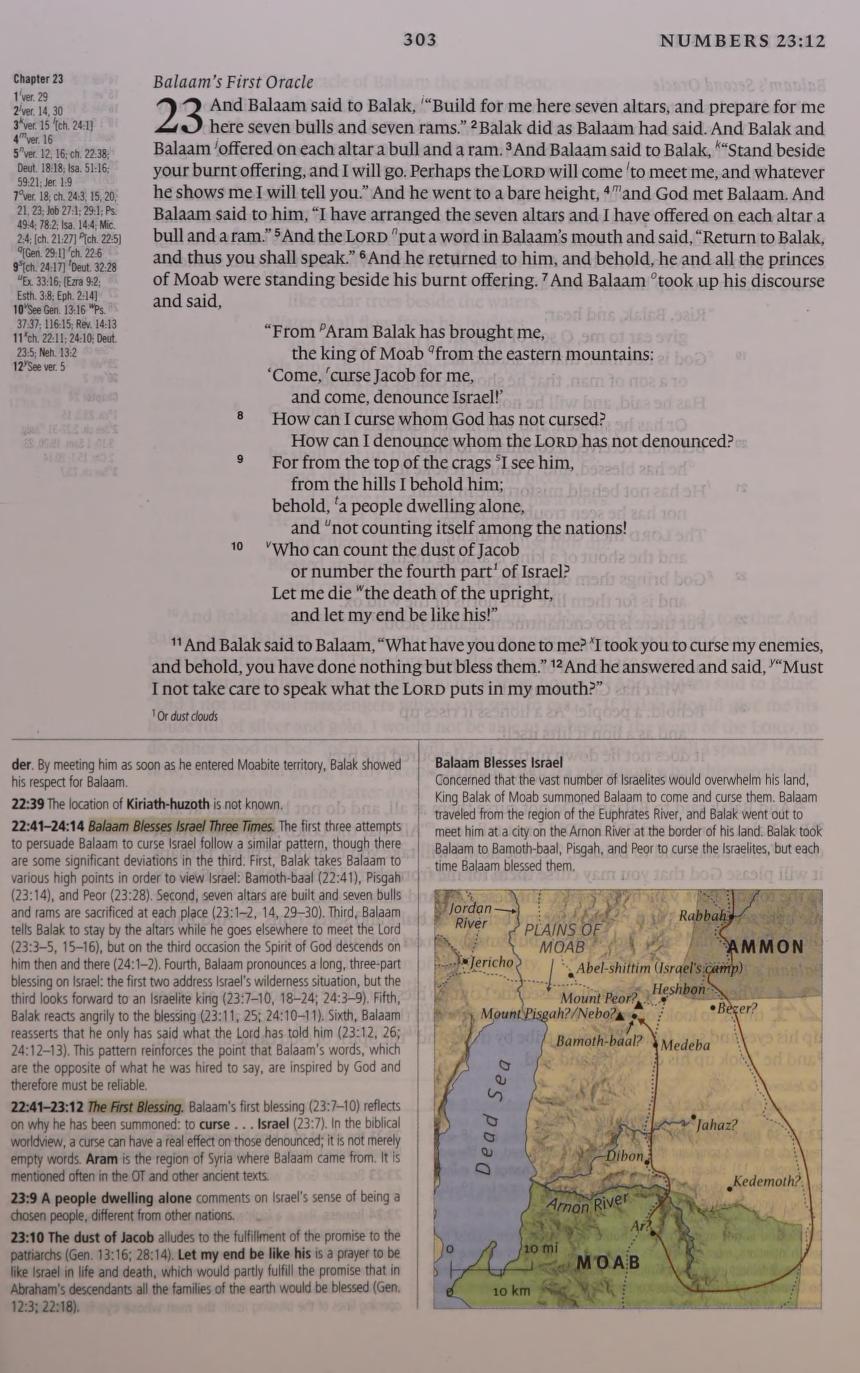 303
NUMBERS 23:12
Chapter 23
1 ʲver. 29
2 ʲver. 14, 30
3 ᵏver. 15 ˡ[ch. 24:1]
4 ᵐver. 16
5 ⁿver. 12, 16; ch. 22:38;
Deut. 18:18; Isa. 51:16;
59:21; Jer. 1:9
7 ᵒver. 18; ch. 24:3, 15, 20,
21, 23; Job 27:1; 29:1; Ps.
49:4; 78:2; Isa. 14:4; Mic.
2:4; [ch. 21:27] ᵖ[ch. 22:5]
ᵠ[Gen. 29:1] ʳch. 22:6
9 ˢ[ch. 24:17] ᵗDeut. 32:28
ᵘEx. 33:16; [Ezra 9:2;
Esth. 3:8; Eph. 2:14]
10 ᵛSee Gen. 13:16 ʷPs.
37:37; 116:15; Rev. 14:13
11 ˣch. 22:11; 24:10; Deut.
23:5; Neh. 13:2
12 ʸSee ver. 5
Balaam's First Oracle
23 And Balaam said to Balak, ⁱ“Build for me here seven altars, and prepare for me
here seven bulls and seven rams.” ²Balak did as Balaam had said. And Balak and
Balaam ʲoffered on each altar a bull and a ram. ³And Balaam said to Balak, ᵏ“Stand beside
your burnt offering, and I will go. Perhaps the LORD will come ˡto meet me, and whatever
he shows me I will tell you.” And he went to a bare height, ⁴ᵐand God met Balaam. And
Balaam said to him, “I have arranged the seven altars and I have offered on each altar a
bull and a ram.” ⁵And the LORD ⁿput a word in Balaam’s mouth and said, “Return to Balak,
and thus you shall speak.” ⁶And he returned to him, and behold, he and all the princes
of Moab were standing beside his burnt offering. ⁷And Balaam ᵒtook up his discourse
and said,
“From ᵖAram Balak has brought me,
the king of Moab ᵠfrom the eastern mountains:
‘Come, ʳcurse Jacob for me,
and come, denounce Israel!’
8 How can I curse whom God has not cursed?
How can I denounce whom the LORD has not denounced?
9 For from the top of the crags ˢI see him,
from the hills I behold him;
behold, ᵗa people dwelling alone,
and ᵘnot counting itself among the nations!
10 ᵛWho can count the dust of Jacob
or number the fourth part¹ of Israel?
Let me die ʷthe death of the upright,
and let my end be like his!”
¹¹And Balak said to Balaam, “What have you done to me? ˣI took you to curse my enemies,
and behold, you have done nothing but bless them.” ¹²And he answered and said, ʸ“Must
I not take care to speak what the LORD puts in my mouth?”
¹ Or dust clouds
der. By meeting him as soon as he entered Moabite territory, Balak showed
his respect for Balaam.
22:39 The location of Kiriath-huzoth is not known.
22:41–24:14 Balaam Blesses Israel Three Times. The first three attempts
to persuade Balaam to curse Israel follow a similar pattern, though there
are some significant deviations in the third. First, Balak takes Balaam to
various high points in order to view Israel: Bamoth-baal (22:41), Pisgah
(23:14), and Peor (23:28). Second, seven altars are built and seven bulls
and rams are sacrificed at each place (23:1–2, 14, 29–30). Third, Balaam
tells Balak to stay by the altars while he goes elsewhere to meet the Lord
(23:3–5, 15–16), but on the third occasion the Spirit of God descends on
him then and there (24:1–2). Fourth, Balaam pronounces a long, three-part
blessing on Israel: the first two address Israel’s wilderness situation, but the
third looks forward to an Israelite king (23:7–10, 18–24; 24:3–9). Fifth,
Balak reacts angrily to the blessing (23:11, 25; 24:10–11). Sixth, Balaam
reasserts that he only has said what the Lord has told him (23:12, 26;
24:12–13). This pattern reinforces the point that Balaam’s words, which
are the opposite of what he was hired to say, are inspired by God and
therefore must be reliable.
22:41–23:12 The First Blessing. Balaam’s first blessing (23:7–10) reflects
on why he has been summoned: to curse . . . Israel (23:7). In the biblical
worldview, a curse can have a real effect on those denounced; it is not merely
empty words. Aram is the region of Syria where Balaam came from. It is
mentioned often in the OT and other ancient texts.
23:9 A people dwelling alone comments on Israel’s sense of being a
chosen people, different from other nations.
23:10 The dust of Jacob alludes to the fulfillment of the promise to the
patriarchs (Gen. 13:16; 28:14). Let my end be like his is a prayer to be
like Israel in life and death, which would partly fulfill the promise that in
Abraham’s descendants all the families of the earth would be blessed (Gen.
12:3; 22:18).
Balaam Blesses Israel
Concerned that the vast number of Israelites would overwhelm his land,
King Balak of Moab summoned Balaam to come and curse them. Balaam
traveled from the region of the Euphrates River, and Balak went out to
meet him at a city on the Arnon River at the border of his land. Balak took
Balaam to Bamoth-baal, Pisgah, and Peor to curse the Israelites, but each
time Balaam blessed them.
Jordan
River
PLAINS OF
MOAB
Rabbah
AMMON
Jericho
Abel-shittim (Israel's camp)
Heshbon
Mount Peor?
Bezer?
Mount Pisgah?/Nebo?
Bamoth-baal?
Medeba
Dead Sea
Jahaz?
Dibon
Kedemoth?
Arnon River
Ar?
0
10 mi
MOAB
0
10 km